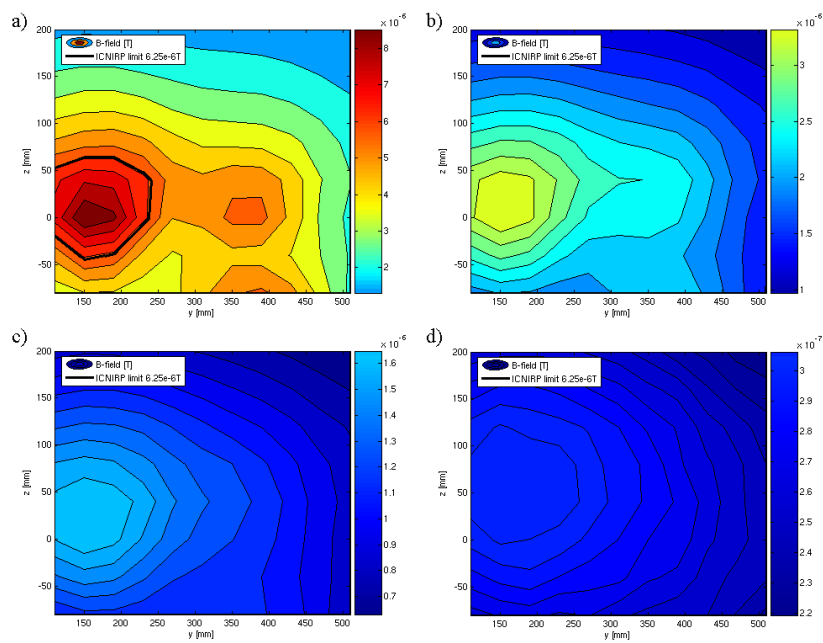 a)
× 10⁻⁶
B-field [T]
ICNIRP limit 6.25e-6T
200
150
100
50
0
-50
z [mm]
150 200 250 300 350 400 450 500
y [mm]
8
7
6
5
4
3
2
b)
× 10⁻⁶
B-field [T]
ICNIRP limit 6.25e-6T
200
150
100
50
0
-50
z [mm]
150 200 250 300 350 400 450 500
y [mm]
3
2.5
2
1.5
1
c)
× 10⁻⁶
B-field [T]
ICNIRP limit 6.25e-6T
200
150
100
50
0
-50
z [mm]
150 200 250 300 350 400 450 500
y [mm]
1.6
1.5
1.4
1.3
1.2
1.1
1
0.9
0.8
0.7
d)
× 10⁻⁷
B-field [T]
ICNIRP limit 6.25e-6T
200
150
100
50
0
-50
z [mm]
150 200 250 300 350 400 450 500
y [mm]
3
2.9
2.8
2.7
2.6
2.5
2.4
2.3
2.2